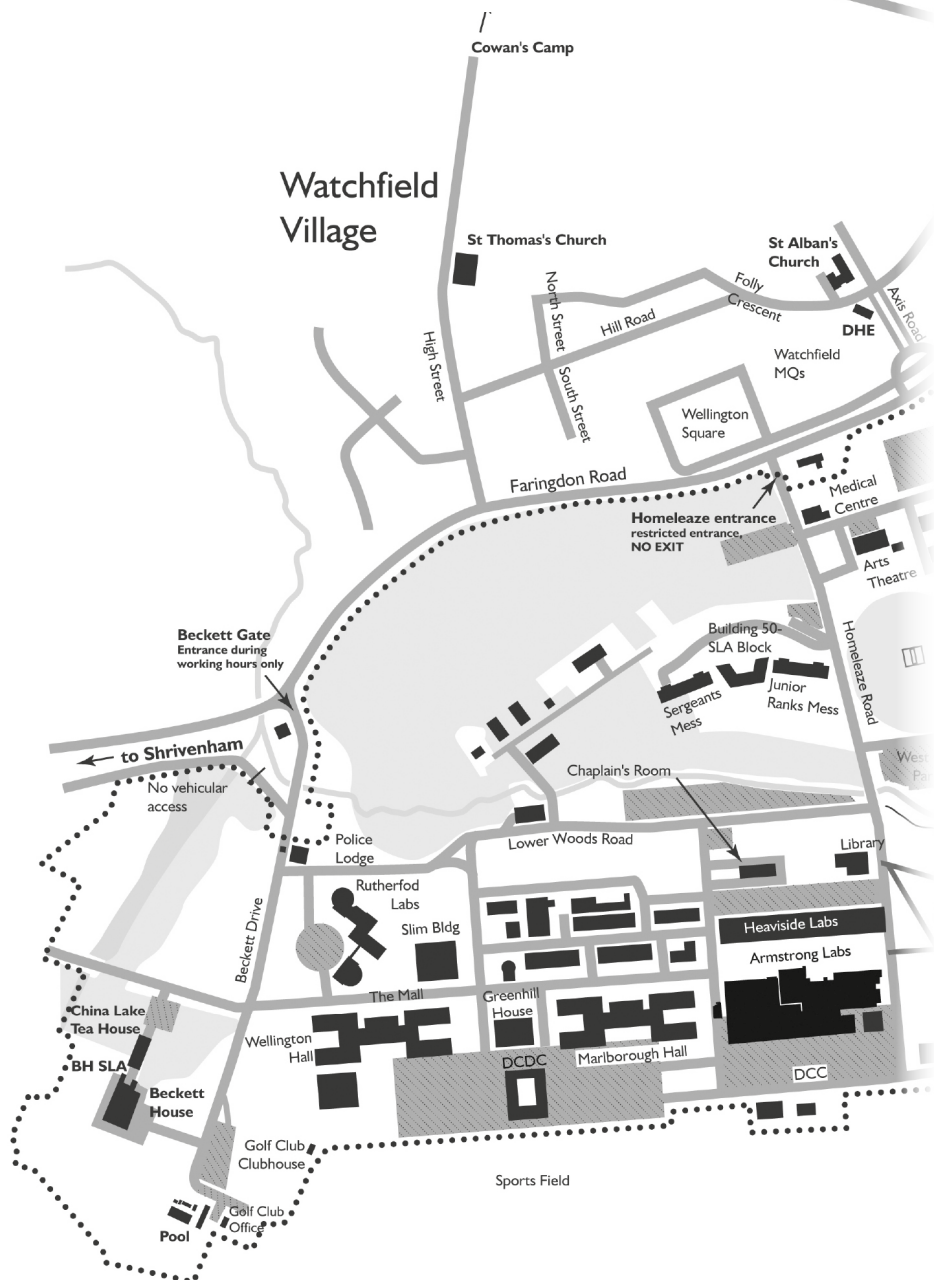 Cowan's Camp
Watchfield
Village
St Thomas's Church
St Alban's
Church
North Street
Folly
Crescent
Hill Road
DHE
Axis Road
High Street
South Street
Watchfield
MQs
Wellington
Square
Faringdon Road
Medical
Centre
Homeleaze entrance
restricted entrance,
NO EXIT
Arts
Theatre
Beckett Gate
Entrance during
working hours only
Building 50-
SLA Block
Homeleaze Road
Sergeants
Mess
Junior
Ranks Mess
to Shrivenham
No vehicular
access
Chaplain's Room
Police
Lodge
Lower Woods Road
Library
Rutherfod
Labs
Slim Bldg
Heaviside Labs
Beckett Drive
Armstrong Labs
The Mall
Greenhill
House
China Lake
Tea House
Wellington
Hall
Marlborough Hall
DCDC
BH SLA
DCC
Beckett
House
Golf Club
Clubhouse
Sports Field
Golf Club
Office
Pool